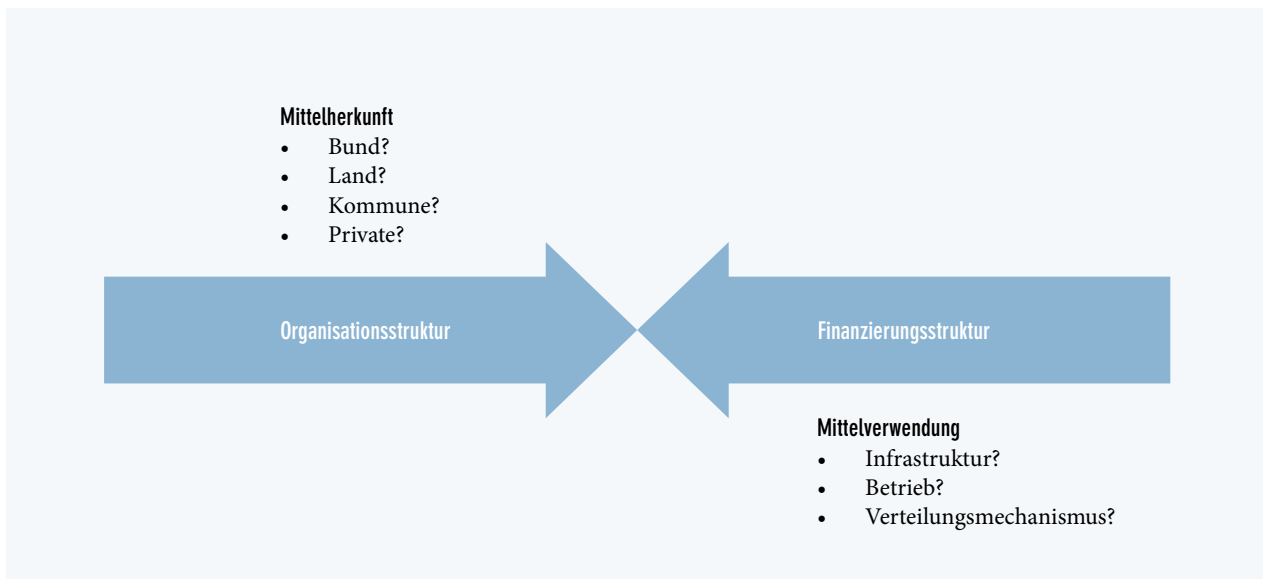 Mittelherkunft
• Bund?
• Land?
• Kommune?
• Private?
Organisationsstruktur
Finanzierungsstruktur
Mittelverwendung
• Infrastruktur?
• Betrieb?
• Verteilungsmechanismus?